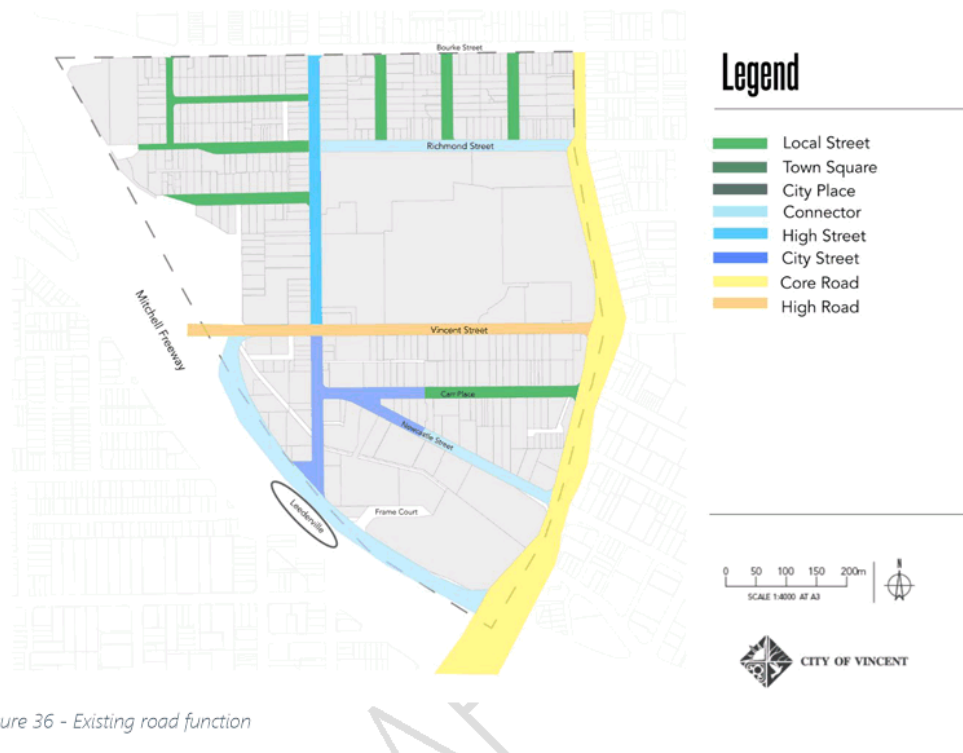 Bourke Street
Legend
Local Street
Town Square
City Place
Connector
High Street
City Street
Core Road
High Road
Richmond Street
Mitchell Freeway
Vincent Street
Carr Place
Newcastle Street
Leederville
Frame Court
0 50 100 150 200m
N
SCALE 1:4000 AT A3
CITY OF VINCENT
ure 36 - Existing road function